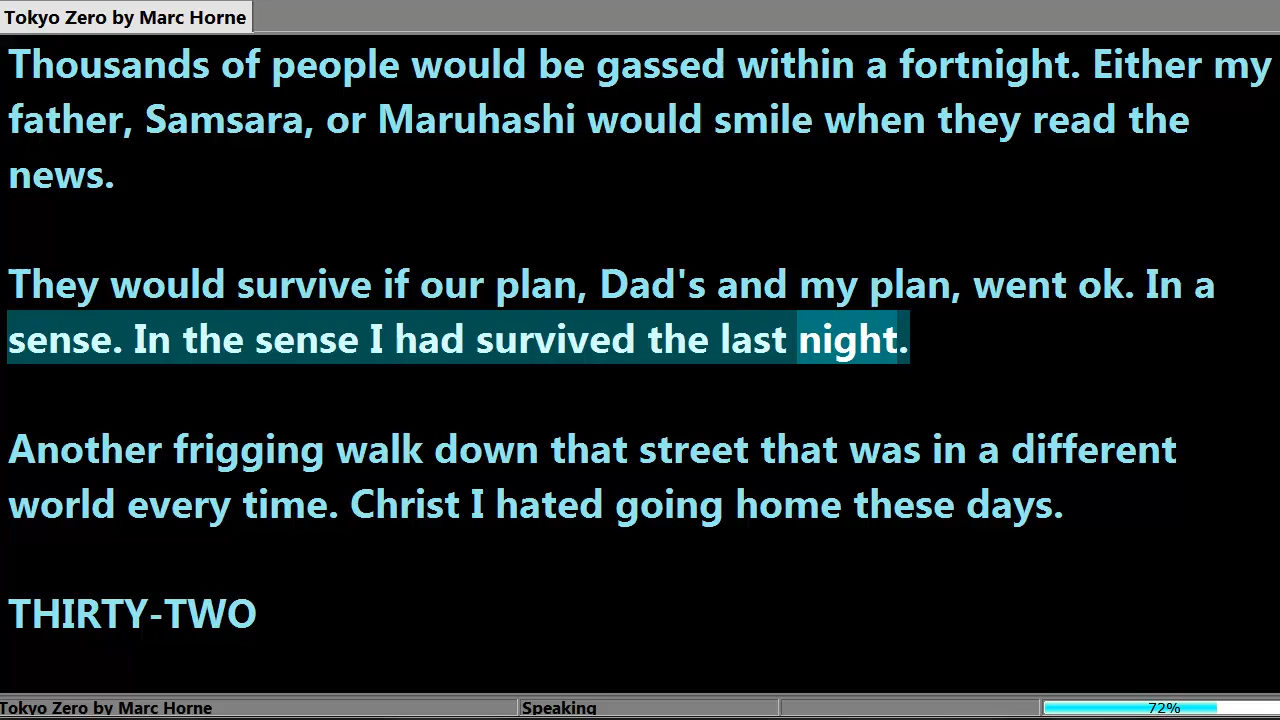 Tokyo Zero by Marc Horne
Thousands of people would be gassed within a fortnight. Either my
father, Samsara, or Maruhashi would smile when they read the
news.
They would survive if our plan, Dad's and my plan, went ok. In a
sense. In the sense I had survived the last night.
Another frigging walk down that street that was in a different
world every time. Christ I hated going home these days.
THIRTY-TWO
Tokyo Zero by Marc Horne
Speaking
72%